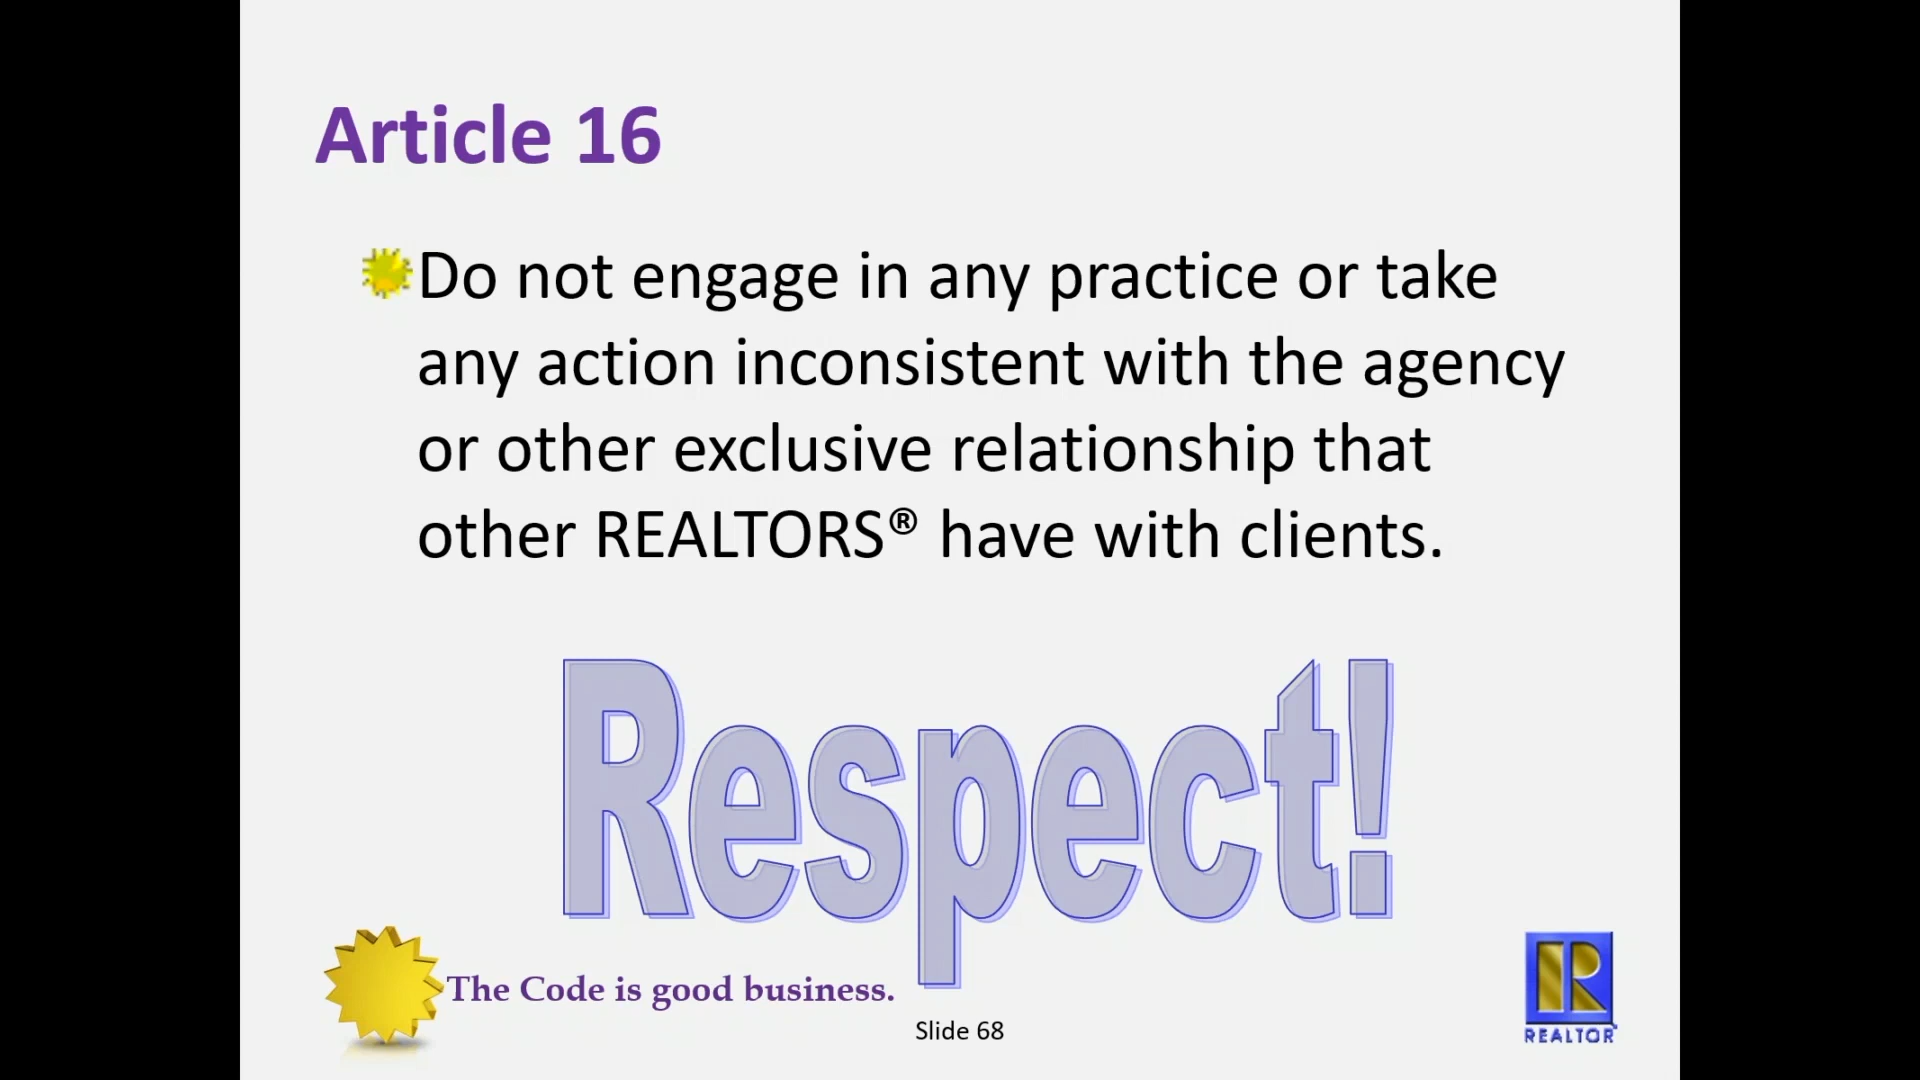 Article 16
Do not engage in any practice or take
any action inconsistent with the agency
or other exclusive relationship that
other REALTORS® have with clients.
Respect!
The Code is good business.
Slide 68
R
REALTOR